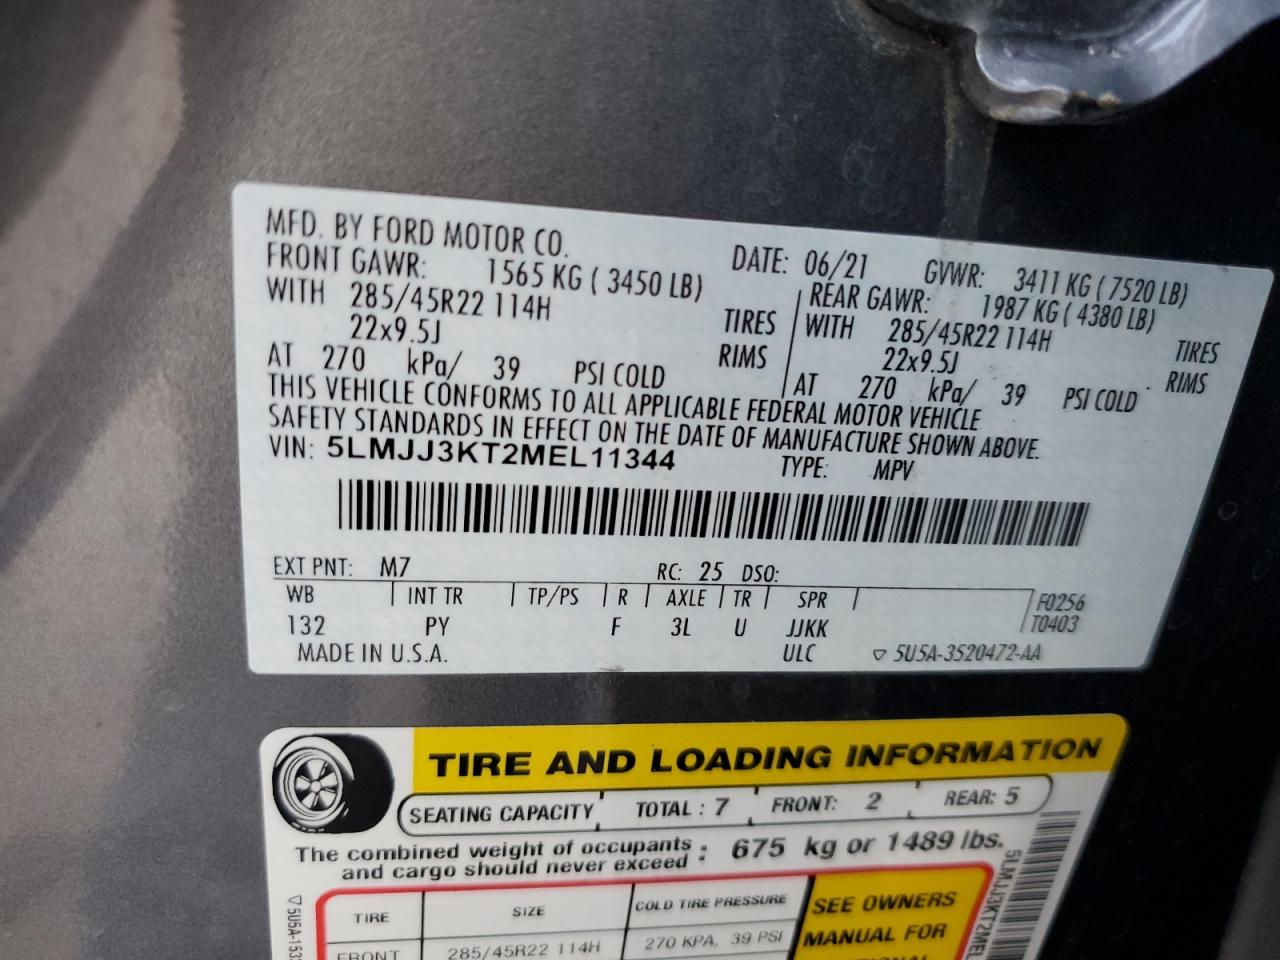 MFD. BY FORD MOTOR CO.
DATE: 06/21 GVWR: 3411 KG ( 7520 LB)
FRONT GAWR: 1565 KG ( 3450 LB)
WITH 285/45R22 114H TIRES
22x9.5J RIMS
AT 270 kPa/ 39 PSI COLD
REAR GAWR: 1987 KG ( 4380 LB)
WITH 285/45R22 114H TIRES
22x9.5J RIMS
AT 270 kPa/ 39 PSI COLD
THIS VEHICLE CONFORMS TO ALL APPLICABLE FEDERAL MOTOR VEHICLE
SAFETY STANDARDS IN EFFECT ON THE DATE OF MANUFACTURE SHOWN ABOVE.
VIN: 5LMJJ3KT2MEL11344 TYPE: MPV
EXT PNT: M7 RC: 25 DSO:
WB INT TR TP/PS R AXLE TR SPR F0256
132 PY F 3L U JJKK T0403
MADE IN U.S.A. ULC 5U5A-3520472-AA
TIRE AND LOADING INFORMATION
SEATING CAPACITY TOTAL : 7 FRONT: 2 REAR: 5
The combined weight of occupants
and cargo should never exceed : 675 kg or 1489 lbs.
TIRE SIZE COLD TIRE PRESSURE
FRONT 285/45R22 114H 270 KPA, 39 PSI
SEE OWNERS
MANUAL FOR
5LMJJ3KT2MEL
5U5A-153